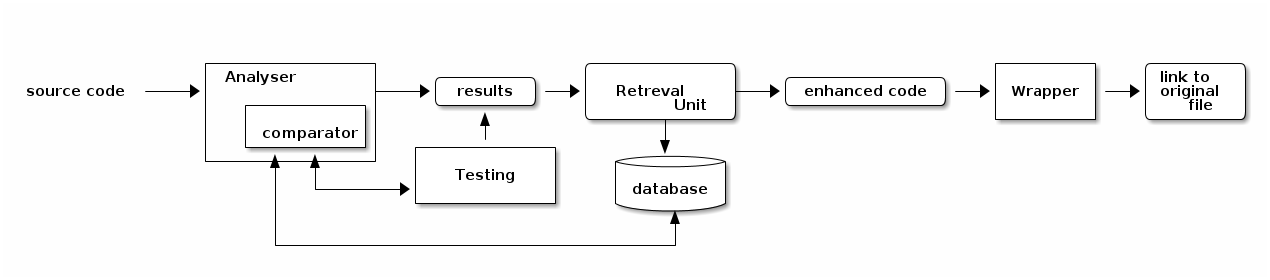 source code
Analyser
comparator
results
Testing
Retreval
Unit
database
enhanced code
Wrapper
link to
original
file